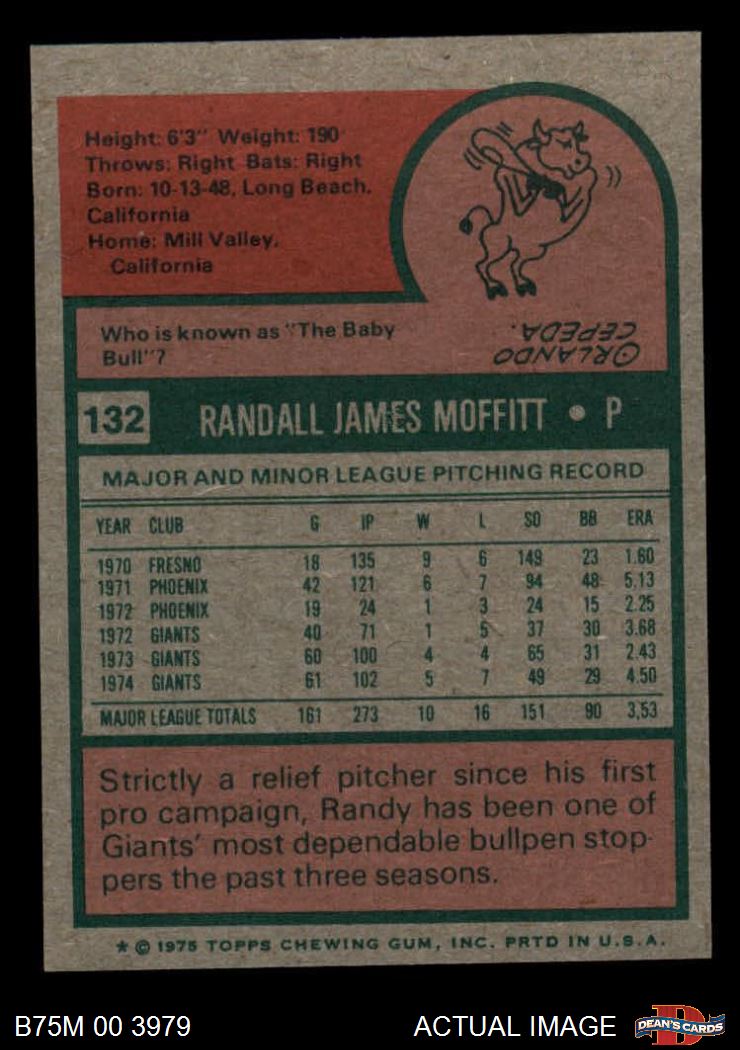 Height: 6'3" Weight: 190
Throws: Right Bats: Right
Born: 10-13-48, Long Beach,
California
Home: Mill Valley,
California
Who is known as "The Baby
Bull"?
ORLANDO
CEPEDA.
132 RANDALL JAMES MOFFITT • P
MAJOR AND MINOR LEAGUE PITCHING RECORD
YEAR CLUB G IP W L SO BB ERA
1970 FRESNO 18 135 9 6 149 23 1.60
1971 PHOENIX 42 121 6 7 94 48 5.13
1972 PHOENIX 19 24 1 3 24 15 2.25
1972 GIANTS 40 71 1 5 37 30 3.68
1973 GIANTS 60 100 4 4 65 31 2.43
1974 GIANTS 61 102 5 7 49 29 4.50
MAJOR LEAGUE TOTALS 161 273 10 16 151 90 3.53
Strictly a relief pitcher since his first
pro campaign, Randy has been one of
Giants' most dependable bullpen stop-
pers the past three seasons.
* © 1975 TOPPS CHEWING GUM, INC. PRTD IN U.S.A.
B75M 00 3979 ACTUAL IMAGE D DEAN'S CARDS